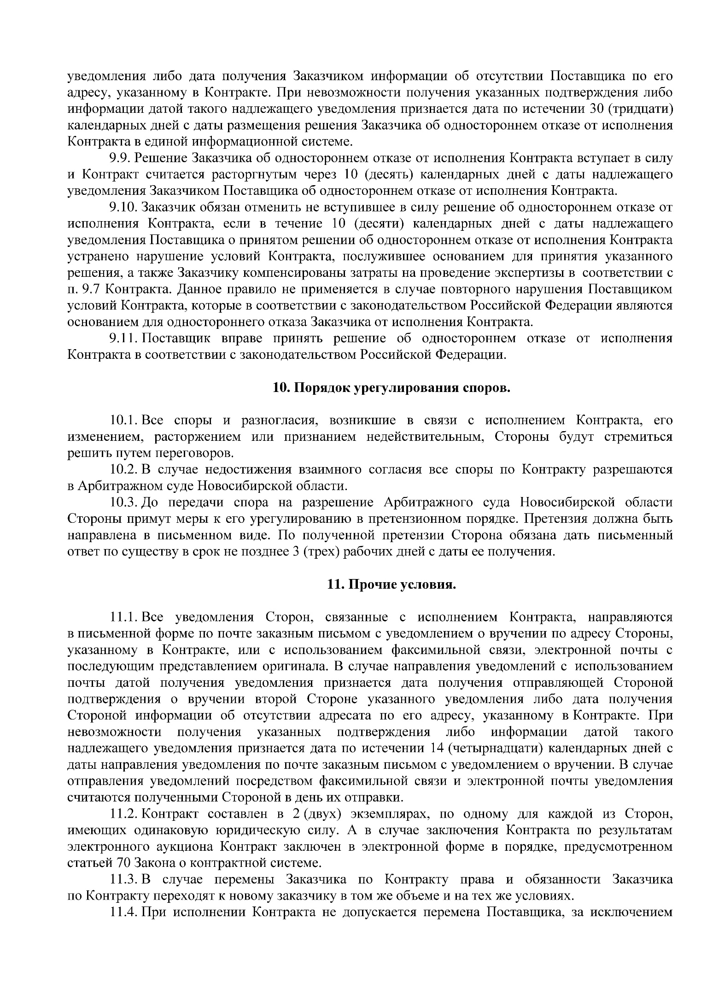 уведомления либо дата получения Заказчиком информации об отсутствии Поставщика по его
адресу, указанному в Контракте. При невозможности получения указанных подтверждения либо
информации датой такого надлежащего уведомления признается дата по истечении 30 (тридцати)
календарных дней с даты размещения решения Заказчика об одностороннем отказе от исполнения
Контракта в единой информационной системе.
9.9. Решение Заказчика об одностороннем отказе от исполнения Контракта вступает в силу
и Контракт считается расторгнутым через 10 (десять) календарных дней с даты надлежащего
уведомления Заказчиком Поставщика об одностороннем отказе от исполнения Контракта.
9.10. Заказчик обязан отменить не вступившее в силу решение об одностороннем отказе от
исполнения Контракта, если в течение 10 (десяти) календарных дней с даты надлежащего
уведомления Поставщика о принятом решении об одностороннем отказе от исполнения Контракта
устранено нарушение условий Контракта, послужившее основанием для принятия указанного
решения, а также Заказчику компенсированы затраты на проведение экспертизы в соответствии с
п. 9.7 Контракта. Данное правило не применяется в случае повторного нарушения Поставщиком
условий Контракта, которые в соответствии с законодательством Российской Федерации являются
основанием для одностороннего отказа Заказчика от исполнения Контракта.
9.11. Поставщик вправе принять решение об одностороннем отказе от исполнения
Контракта в соответствии с законодательством Российской Федерации.
10. Порядок урегулирования споров.
10.1. Все споры и разногласия, возникшие в связи с исполнением Контракта, его
изменением, расторжением или признанием недействительным, Стороны будут стремиться
решить путем переговоров.
10.2. В случае недостижения взаимного согласия все споры по Контракту разрешаются
в Арбитражном суде Новосибирской области.
10.3. До передачи спора на разрешение Арбитражного суда Новосибирской области
Стороны примут меры к его урегулированию в претензионном порядке. Претензия должна быть
направлена в письменном виде. По полученной претензии Сторона обязана дать письменный
ответ по существу в срок не позднее 3 (трех) рабочих дней с даты ее получения.
11. Прочие условия.
11.1. Все уведомления Сторон, связанные с исполнением Контракта, направляются
в письменной форме по почте заказным письмом с уведомлением о вручении по адресу Стороны,
указанному в Контракте, или с использованием факсимильной связи, электронной почты с
последующим представлением оригинала. В случае направления уведомлений с использованием
почты датой получения уведомления признается дата получения отправляющей Стороной
подтверждения о вручении второй Стороне указанного уведомления либо дата получения
Стороной информации об отсутствии адресата по его адресу, указанному в Контракте. При
невозможности получения указанных подтверждения либо информации датой такого
надлежащего уведомления признается дата по истечении 14 (четырнадцати) календарных дней с
даты направления уведомления по почте заказным письмом с уведомлением о вручении. В случае
отправления уведомлений посредством факсимильной связи и электронной почты уведомления
считаются полученными Стороной в день их отправки.
11.2. Контракт составлен в 2 (двух) экземплярах, по одному для каждой из Сторон,
имеющих одинаковую юридическую силу. А в случае заключения Контракта по результатам
электронного аукциона Контракт заключен в электронной форме в порядке, предусмотренном
статьей 70 Закона о контрактной системе.
11.3. В случае перемены Заказчика по Контракту права и обязанности Заказчика
по Контракту переходят к новому заказчику в том же объеме и на тех же условиях.
11.4. При исполнении Контракта не допускается перемена Поставщика, за исключением